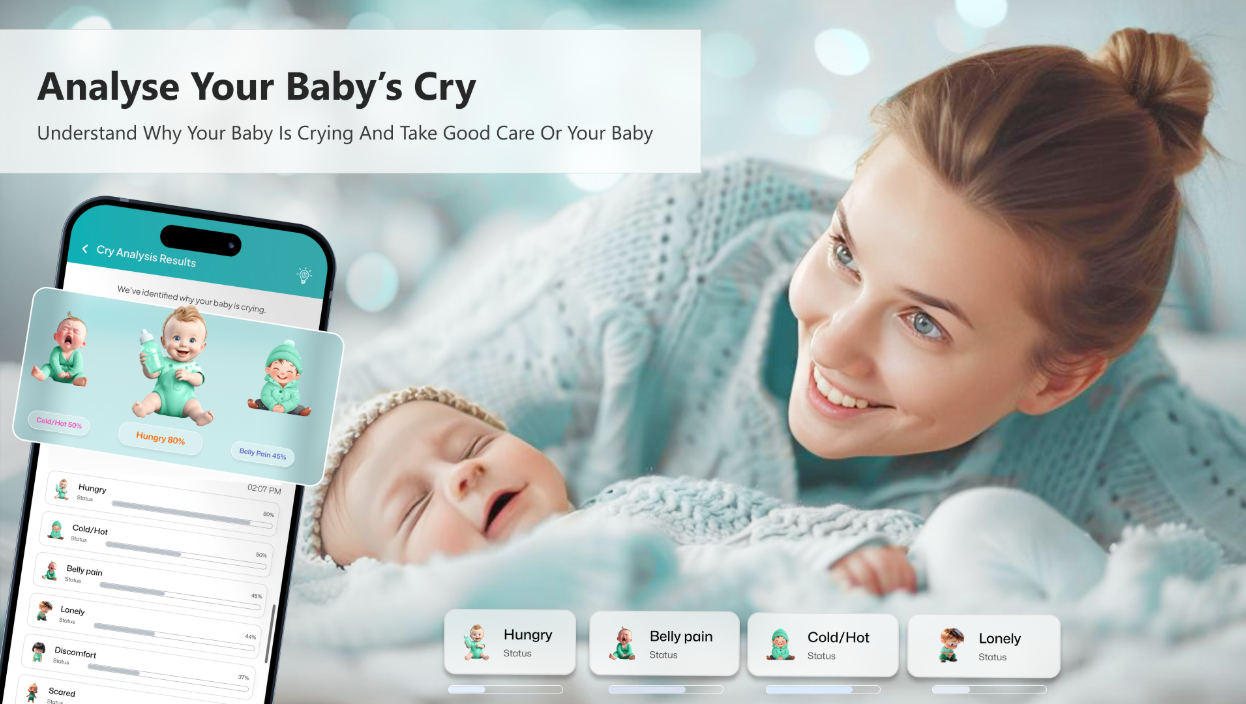 Analyse Your Baby’s Cry
Understand Why Your Baby Is Crying And Take Good Care Or Your Baby
Cry Analysis Results
We've identified why your baby is crying.
Cold/Hot 50%
Hungry 80%
Belly Pain 45%
02:07 PM
Hungry
Status
80%
Cold/Hot
Status
50%
Belly pain
Status
45%
Lonely
Status
44%
Discomfort
Status
37%
Scared
Status
Hungry
Status
Belly pain
Status
Cold/Hot
Status
Lonely
Status